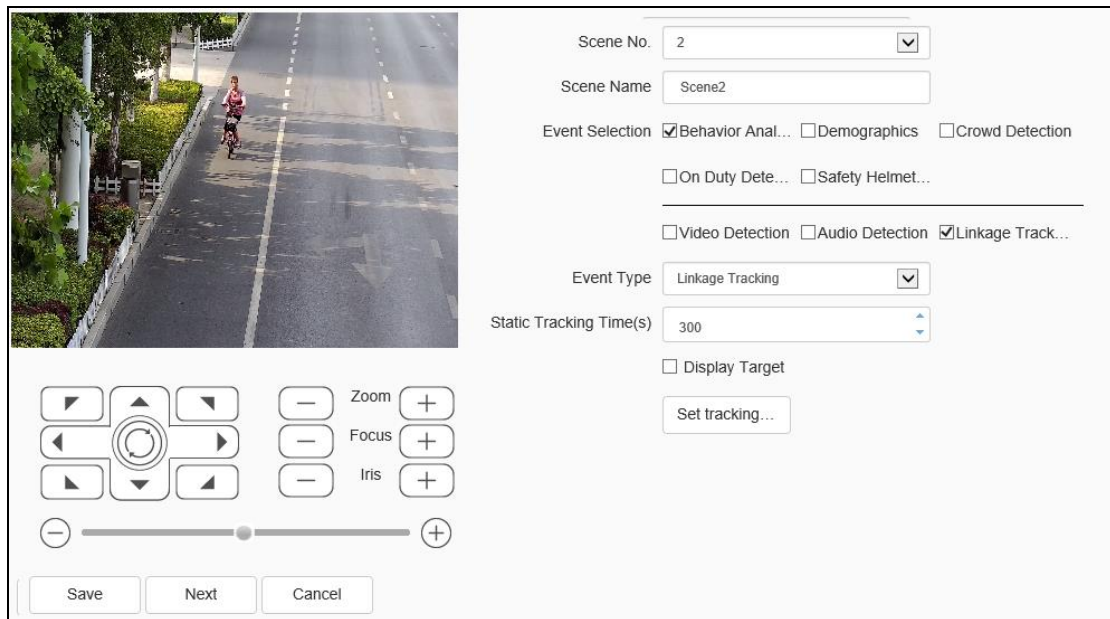 Scene No. 2
Scene Name Scene2
Event Selection Behavior Anal... Demographics Crowd Detection
On Duty Dete... Safety Helmet...
Video Detection Audio Detection Linkage Track...
Event Type Linkage Tracking
Static Tracking Time(s) 300
Display Target
Set tracking...
Zoom
Focus
Iris
Save Next Cancel